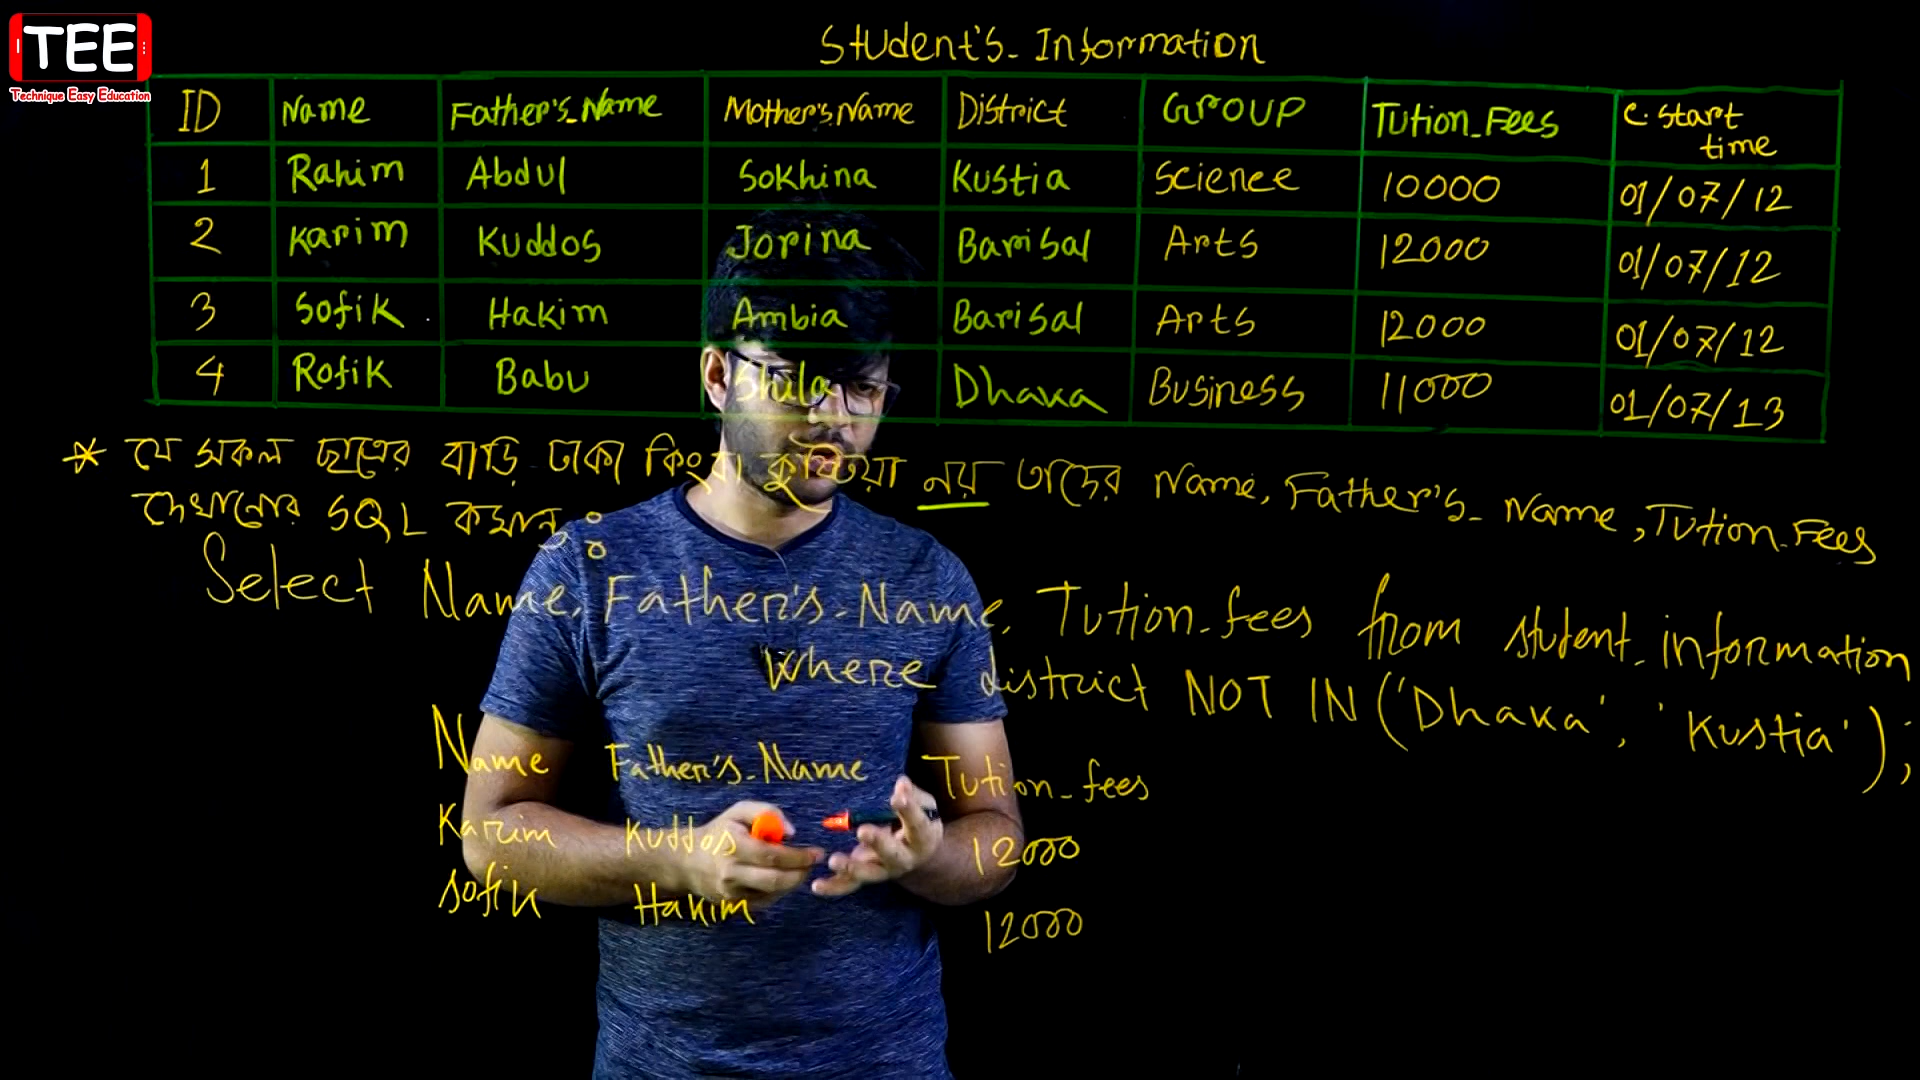 TEE
Technique Easy Education
Student's_Information
ID Name Father's_Name Mother's_Name District GROUP Tution_Fees C. Start time
1 Rahim Abdul Sokhina Kustia Science 10000 01/07/12
2 Karim Kuddos Jorina Barisal Arts 12000 01/07/12
3 Sofik Hakim Ambia Barisal Arts 12000 01/07/12
4 Rofik Babu Shila Dhaka Business 11000 01/07/13
* যে সকল ছাত্রের বাড়ি ঢাকা কিংবা কুষ্টিয়া নয় তাদের Name, Father's_Name, Tution_Fees
দেখানোর SQL কমান্ড :
Select Name, Father's_Name, Tution_fees from student_information
Where district NOT IN ('Dhaka', 'Kustia');
Name Father's_Name Tution_fees
Karim Kuddos 12000
Sofik Hakim 12000